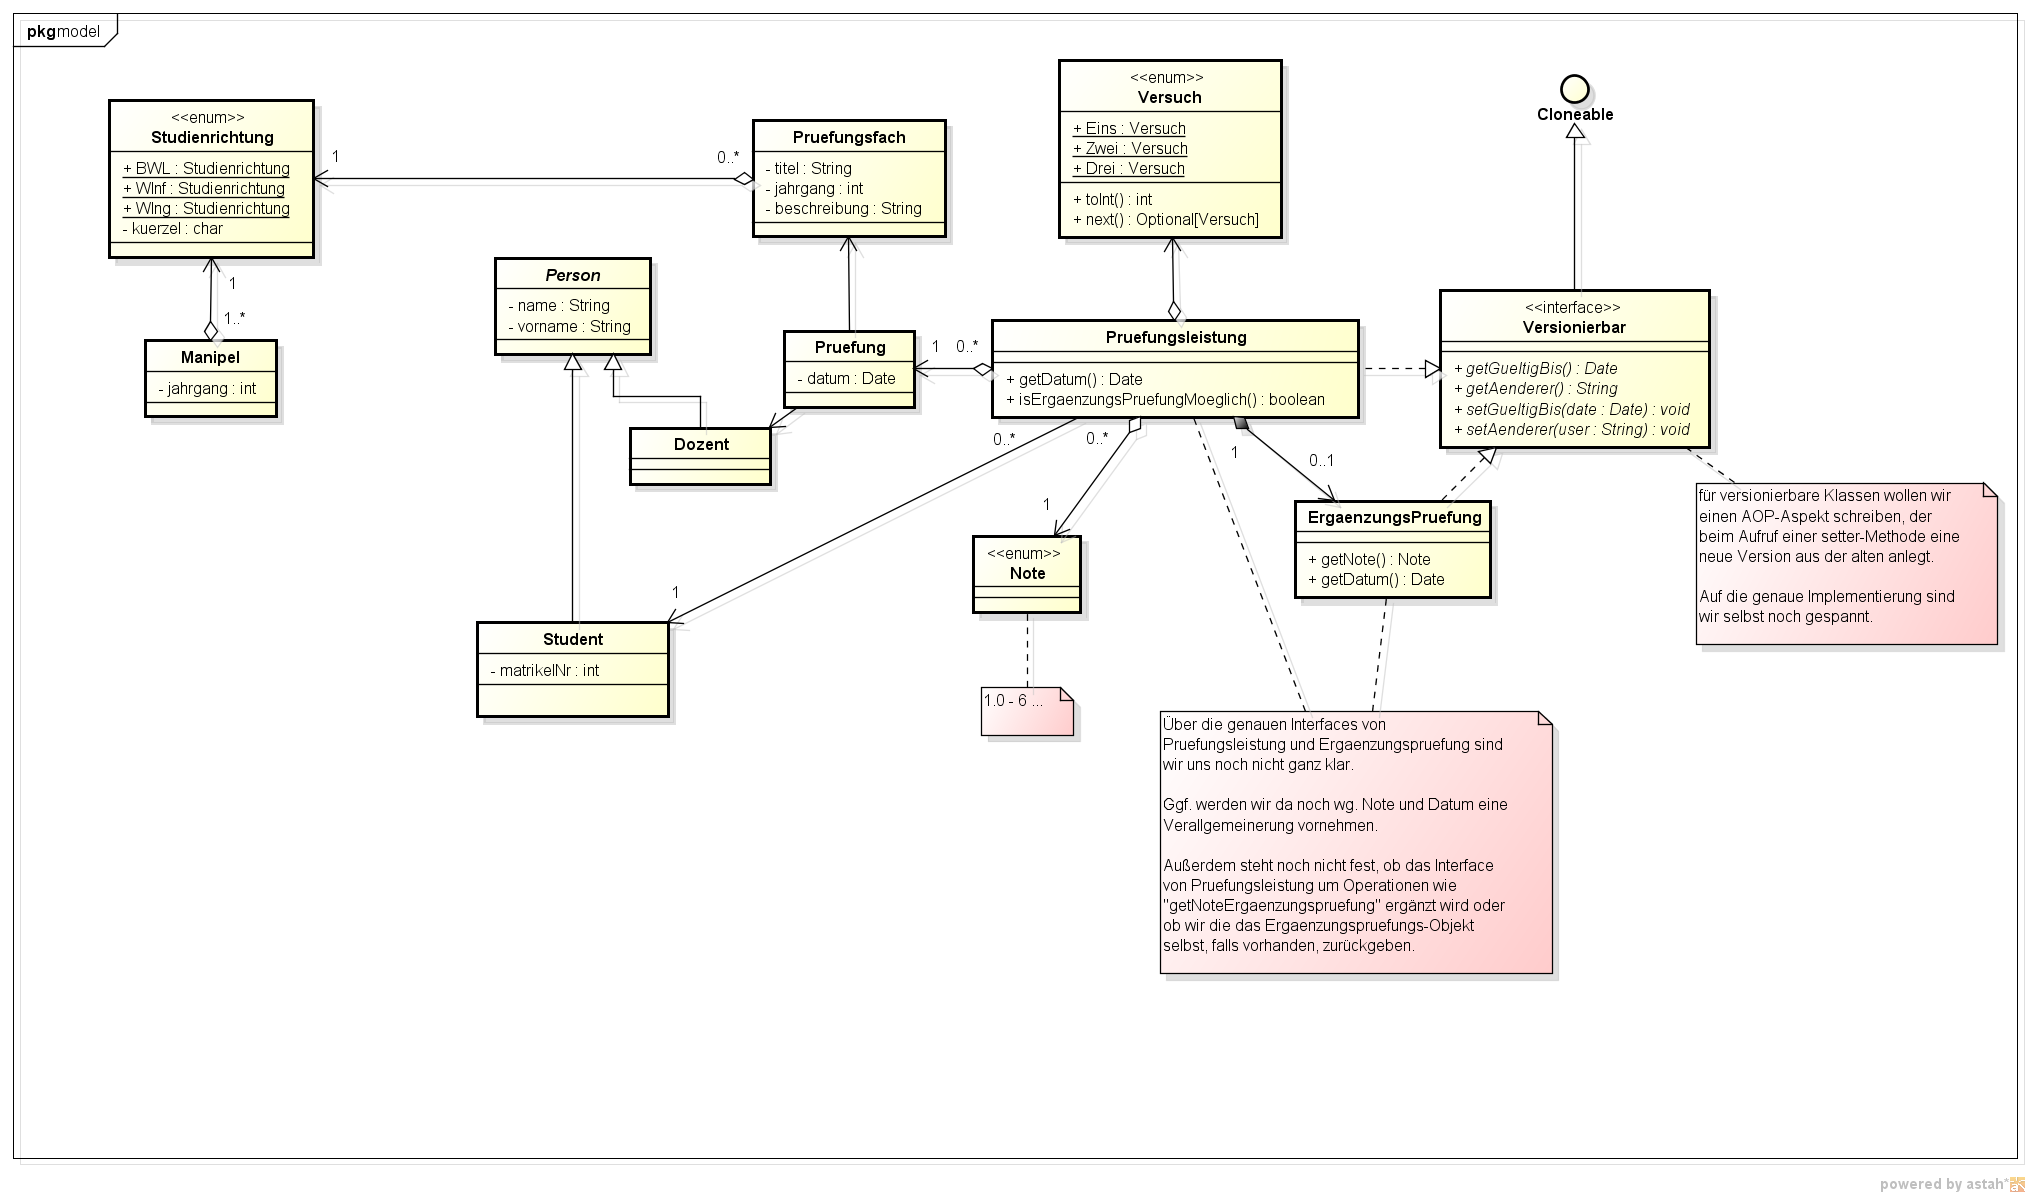 pkg model
<<enum>>
Studienrichtung
+ BWL : Studienrichtung
+ WInf : Studienrichtung
+ WIng : Studienrichtung
- kuerzel : char
1
0..*
Pruefungsfach
- titel : String
- jahrgang : int
- beschreibung : String
<<enum>>
Versuch
+ Eins : Versuch
+ Zwei : Versuch
+ Drei : Versuch
+ toInt() : int
+ next() : Optional[Versuch]
Cloneable
1
1..*
Manipel
- jahrgang : int
Person
- name : String
- vorname : String
Pruefung
- datum : Date
1
0..*
Pruefungsleistung
+ getDatum() : Date
+ isErgaenzungsPruefungMoeglich() : boolean
<<interface>>
Versionierbar
+ getGueltigBis() : Date
+ getAenderer() : String
+ setGueltigBis(date : Date) : void
+ setAenderer(user : String) : void
Dozent
0..*
0..*
1
0..1
1
1
<<enum>>
Note
ErgaenzungsPruefung
+ getNote() : Note
+ getDatum() : Date
für versionierbare Klassen wollen wir
einen AOP-Aspekt schreiben, der
beim Aufruf einer setter-Methode eine
neue Version aus der alten anlegt.
Auf die genaue Implementierung sind
wir selbst noch gespannt.
Student
- matrikelNr : int
1.0 - 6 ...
Über die genauen Interfaces von
Pruefungsleistung und Ergaenzungspruefung sind
wir uns noch nicht ganz klar.
Ggf. werden wir da noch wg. Note und Datum eine
Verallgemeinerung vornehmen.
Außerdem steht noch nicht fest, ob das Interface
von Pruefungsleistung um Operationen wie
"getNoteErgaenzungspruefung" ergänzt wird oder
ob wir die das Ergaenzungspruefungs-Objekt
selbst, falls vorhanden, zurückgeben.
powered by astah*